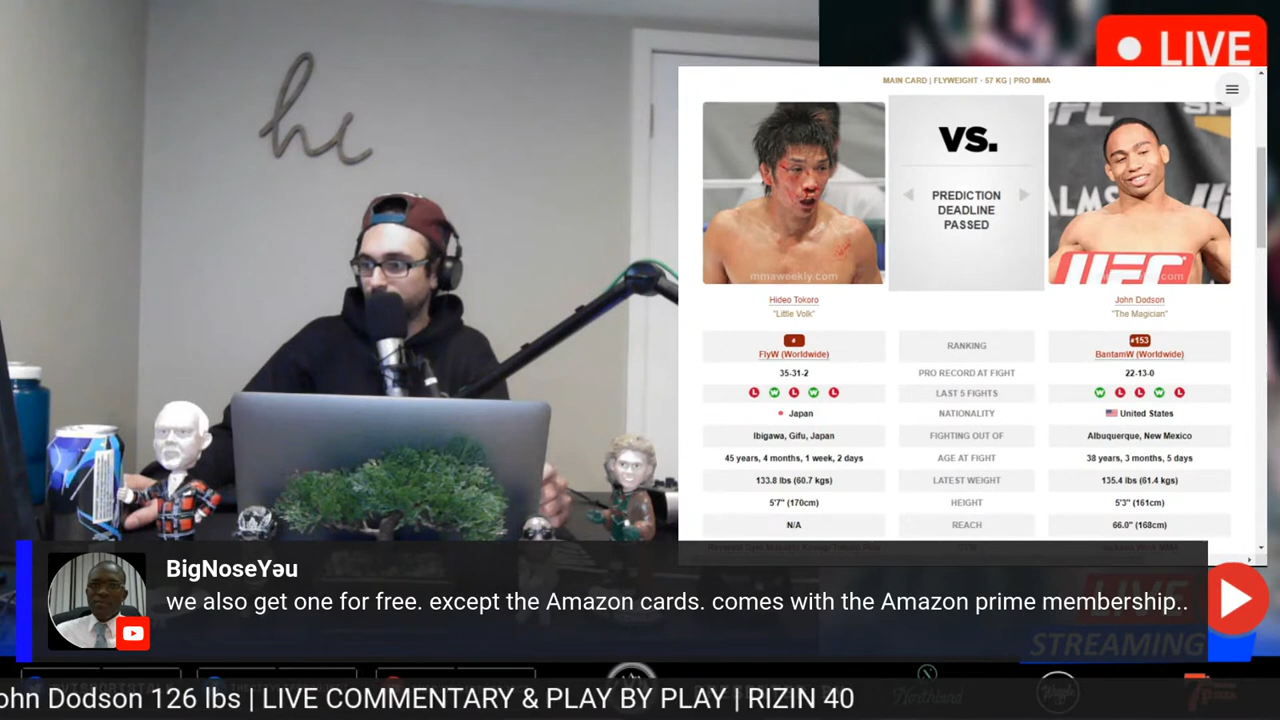 hi
LIVE
MAIN CARD | FLYWEIGHT · 57 KG | PRO MMA
VS.
PREDICTION
DEADLINE
PASSED
mmaweekly.com
UFC
Hideo Tokoro
John Dodson
"Little Volk"
"The Magician"
#
RANKING
#153
FlyW (Worldwide)
BantamW (Worldwide)
35-31-2
PRO RECORD AT FIGHT
22-13-0
L W L W L
LAST 5 FIGHTS
W L L W L
Japan
NATIONALITY
United States
Ibigawa, Gifu, Japan
FIGHTING OUT OF
Albuquerque, New Mexico
45 years, 4 months, 1 week, 2 days
AGE AT FIGHT
38 years, 3 months, 5 days
133.8 lbs (60.7 kgs)
LATEST WEIGHT
135.4 lbs (61.4 kgs)
5'7" (170cm)
HEIGHT
5'3" (161cm)
N/A
REACH
66.0" (168cm)
BigNoseYəu
we also get one for free. except the Amazon cards. comes with the Amazon prime membership..
LIVE
STREAMING
ohn Dodson 126 lbs | LIVE COMMENTARY & PLAY BY PLAY | RIZIN 40